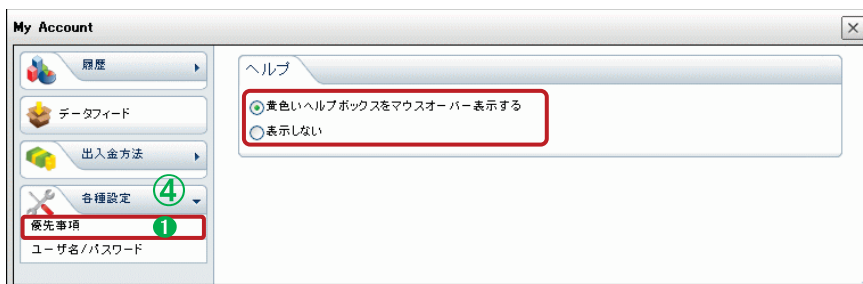 My Account
履歴
データフィード
出入金方法
各種設定 ④
優先事項 ❶
ユーザ名/パスワード
ヘルプ
黄色いヘルプボックスをマウスオーバー表示する
表示しない